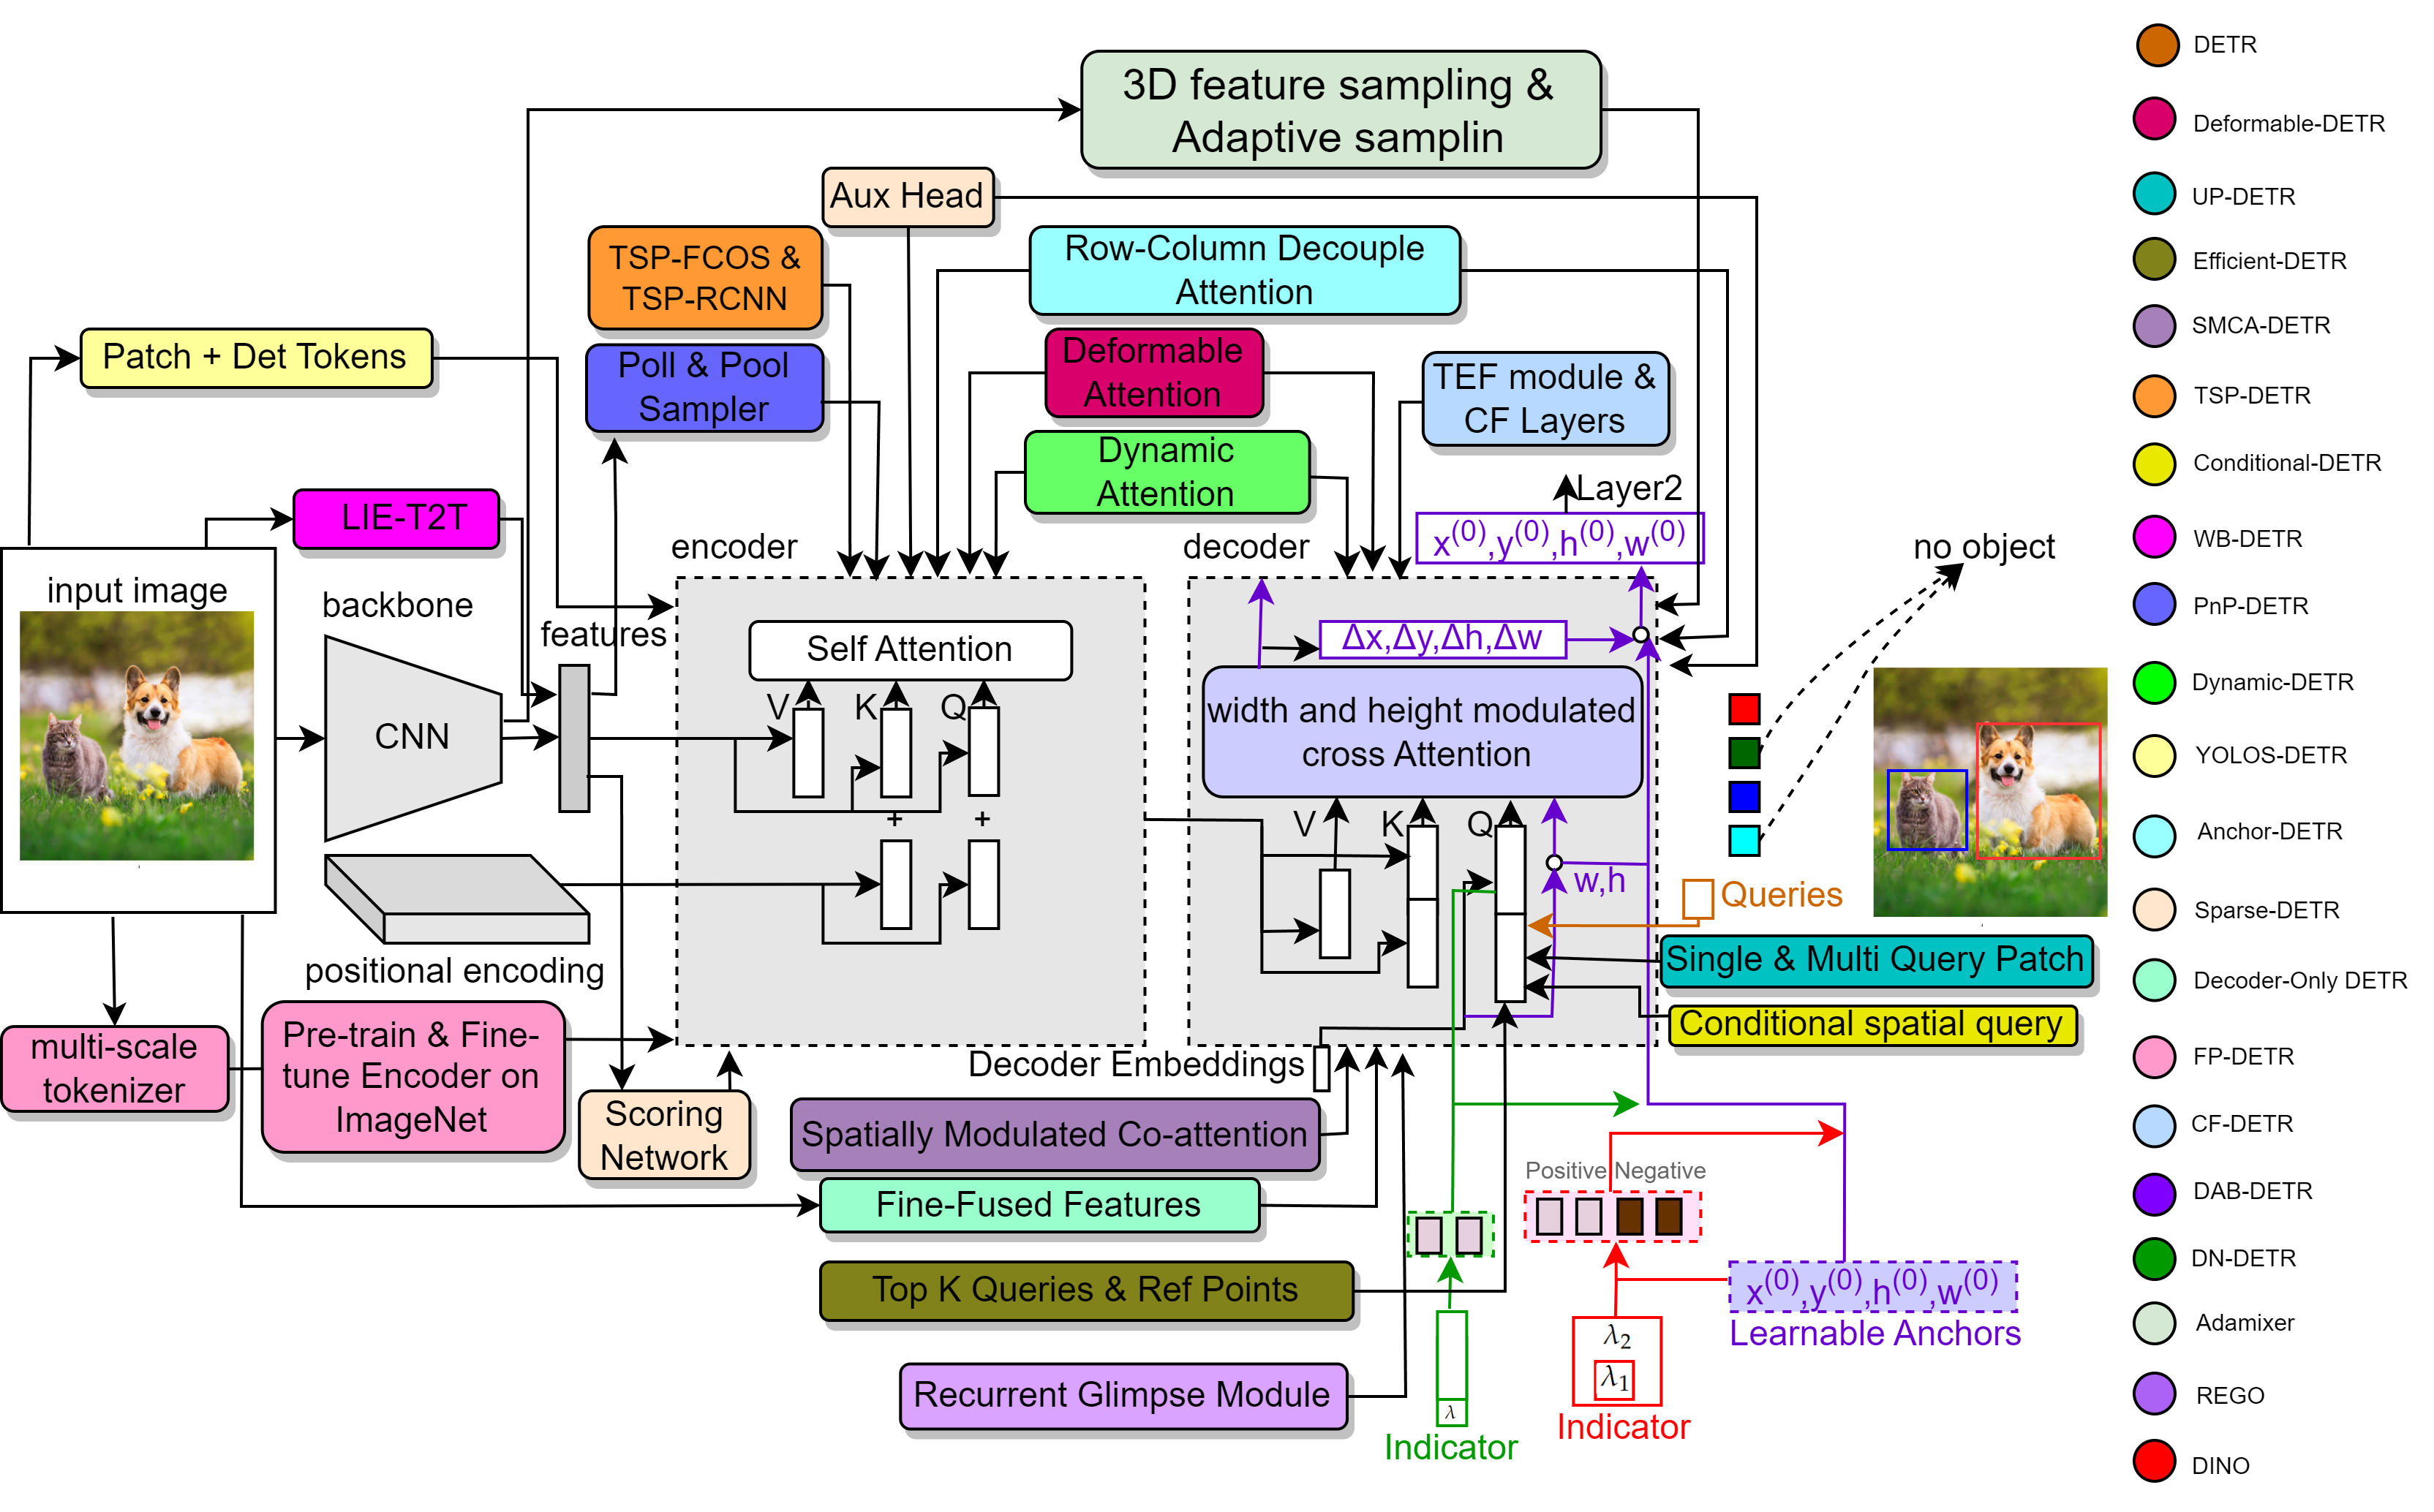 3D feature sampling &
Adaptive samplin
Aux Head
TSP-FCOS &
TSP-RCNN
Row-Column Decouple
Attention
Patch + Det Tokens
Poll & Pool
Sampler
Deformable
Attention
TEF module &
CF Layers
Dynamic
Attention
Layer2
LIE-T2T
x(0),y(0),h(0),w(0)
encoder
decoder
no object
input image
backbone
features
Self Attention
Δx,Δy,Δh,Δw
V
K
Q
CNN
width and height modulated
cross Attention
+
+
V
K
Q
w,h
Queries
positional encoding
Single & Multi Query Patch
Conditional spatial query
multi-scale
tokenizer
Pre-train & Fine-
tune Encoder on
ImageNet
Decoder Embeddings
Scoring
Network
Spatially Modulated Co-attention
Positive Negative
Fine-Fused Features
Top K Queries & Ref Points
x(0),y(0),h(0),w(0)
Learnable Anchors
λ2
λ1
Recurrent Glimpse Module
λ
Indicator
Indicator
DETR
Deformable-DETR
UP-DETR
Efficient-DETR
SMCA-DETR
TSP-DETR
Conditional-DETR
WB-DETR
PnP-DETR
Dynamic-DETR
YOLOS-DETR
Anchor-DETR
Sparse-DETR
Decoder-Only DETR
FP-DETR
CF-DETR
DAB-DETR
DN-DETR
Adamixer
REGO
DINO